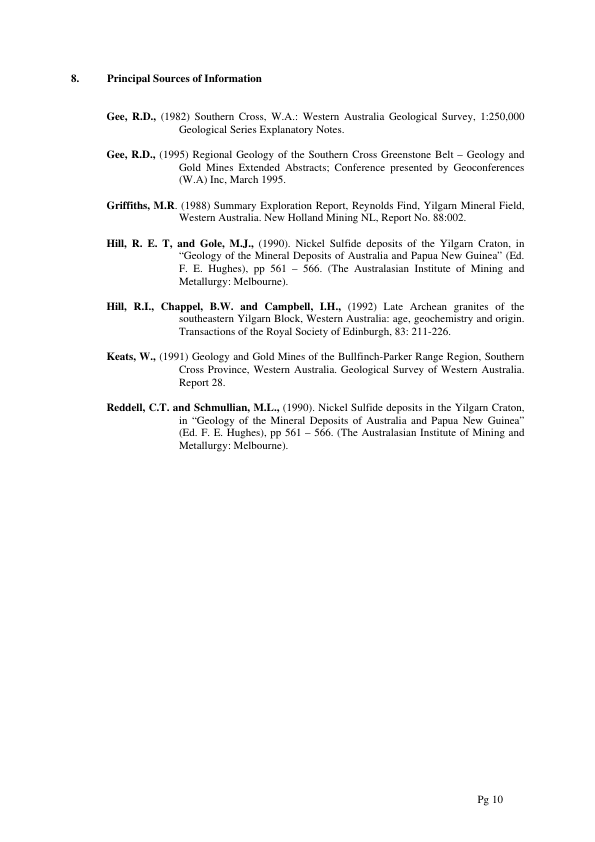 8. Principal Sources of Information
Gee, R.D., (1982) Southern Cross, W.A.: Western Australia Geological Survey, 1:250,000
Geological Series Explanatory Notes.
Gee, R.D., (1995) Regional Geology of the Southern Cross Greenstone Belt – Geology and
Gold Mines Extended Abstracts; Conference presented by Geoconferences
(W.A) Inc, March 1995.
Griffiths, M.R. (1988) Summary Exploration Report, Reynolds Find, Yilgarn Mineral Field,
Western Australia. New Holland Mining NL, Report No. 88:002.
Hill, R. E. T, and Gole, M.J., (1990). Nickel Sulfide deposits of the Yilgarn Craton, in
“Geology of the Mineral Deposits of Australia and Papua New Guinea” (Ed.
F. E. Hughes), pp 561 – 566. (The Australasian Institute of Mining and
Metallurgy: Melbourne).
Hill, R.I., Chappel, B.W. and Campbell, I.H., (1992) Late Archean granites of the
southeastern Yilgarn Block, Western Australia: age, geochemistry and origin.
Transactions of the Royal Society of Edinburgh, 83: 211-226.
Keats, W., (1991) Geology and Gold Mines of the Bullfinch-Parker Range Region, Southern
Cross Province, Western Australia. Geological Survey of Western Australia.
Report 28.
Reddell, C.T. and Schmullian, M.L., (1990). Nickel Sulfide deposits in the Yilgarn Craton,
in “Geology of the Mineral Deposits of Australia and Papua New Guinea”
(Ed. F. E. Hughes), pp 561 – 566. (The Australasian Institute of Mining and
Metallurgy: Melbourne).
Pg 10